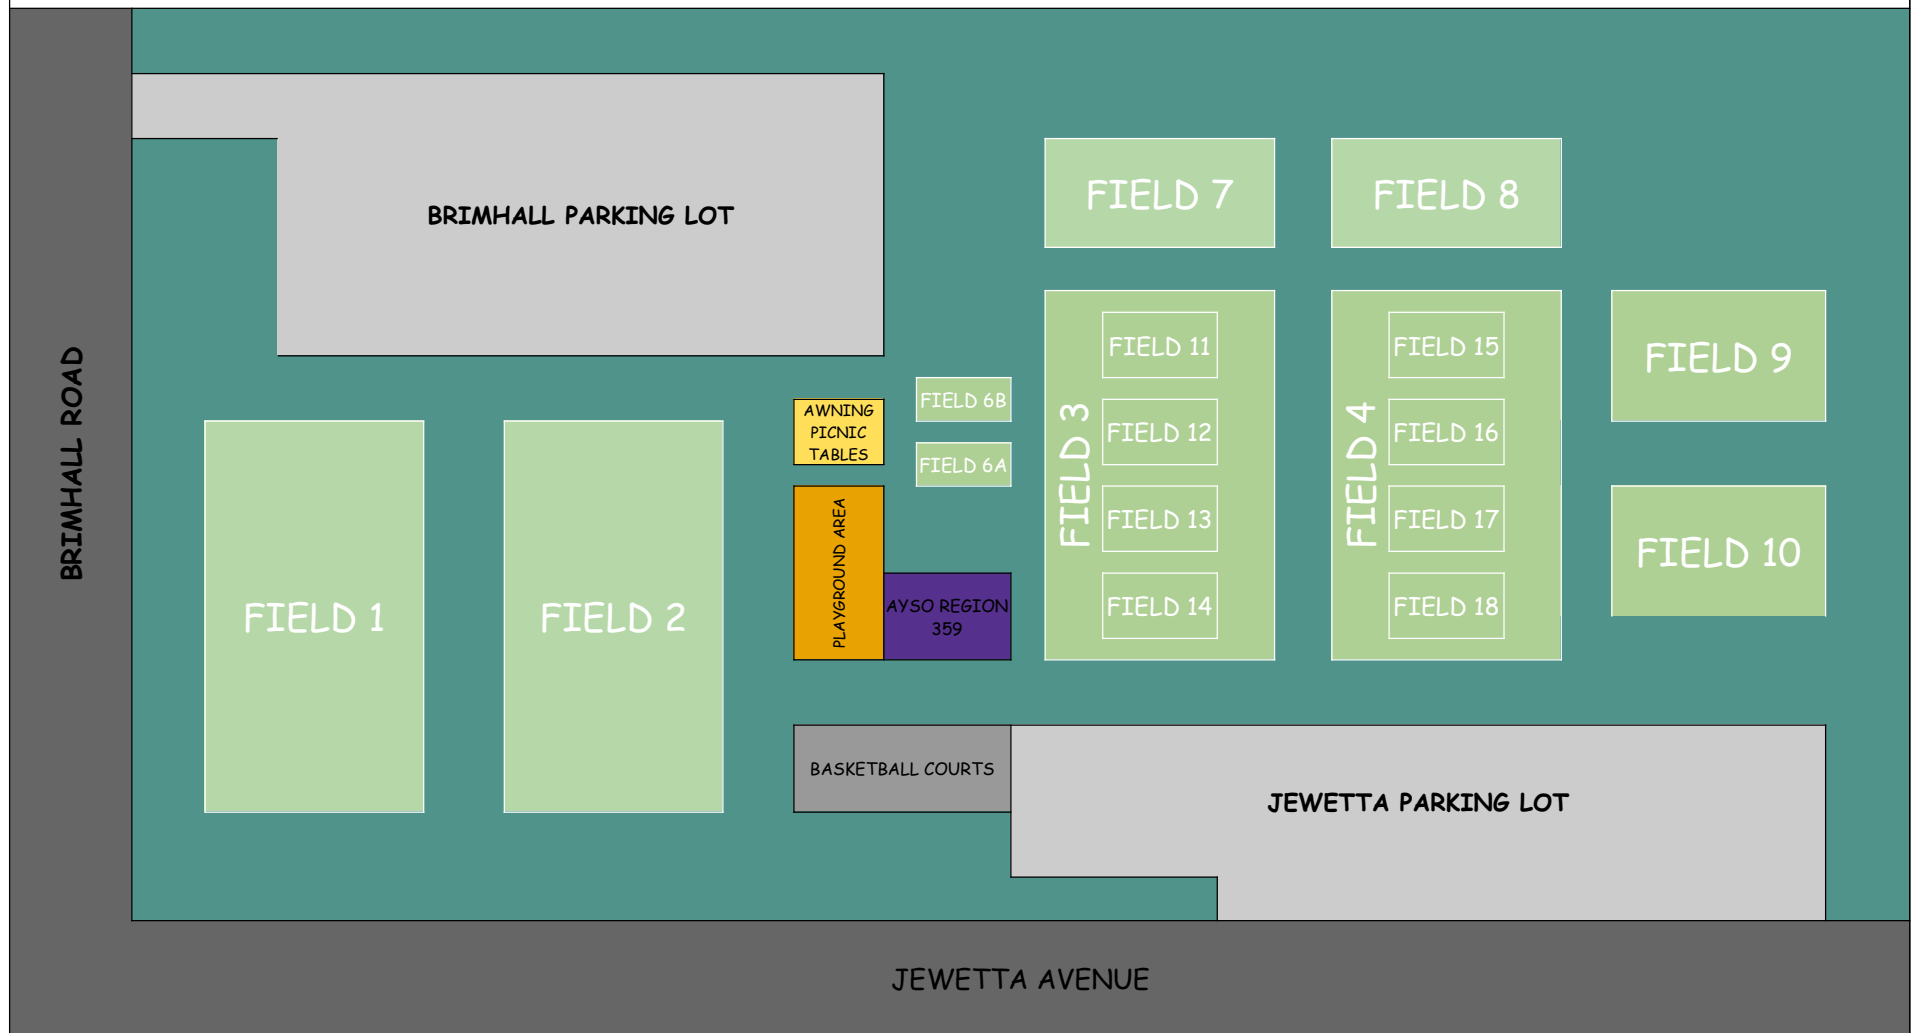 BRIMHALL ROAD
BRIMHALL PARKING LOT
FIELD 7
FIELD 8
FIELD 1
FIELD 2
AWNING
PICNIC
TABLES
PLAYGROUND AREA
FIELD 6B
FIELD 6A
AYSO REGION
359
FIELD 3
FIELD 11
FIELD 12
FIELD 13
FIELD 14
FIELD 4
FIELD 15
FIELD 16
FIELD 17
FIELD 18
FIELD 9
FIELD 10
BASKETBALL COURTS
JEWETTA PARKING LOT
JEWETTA AVENUE